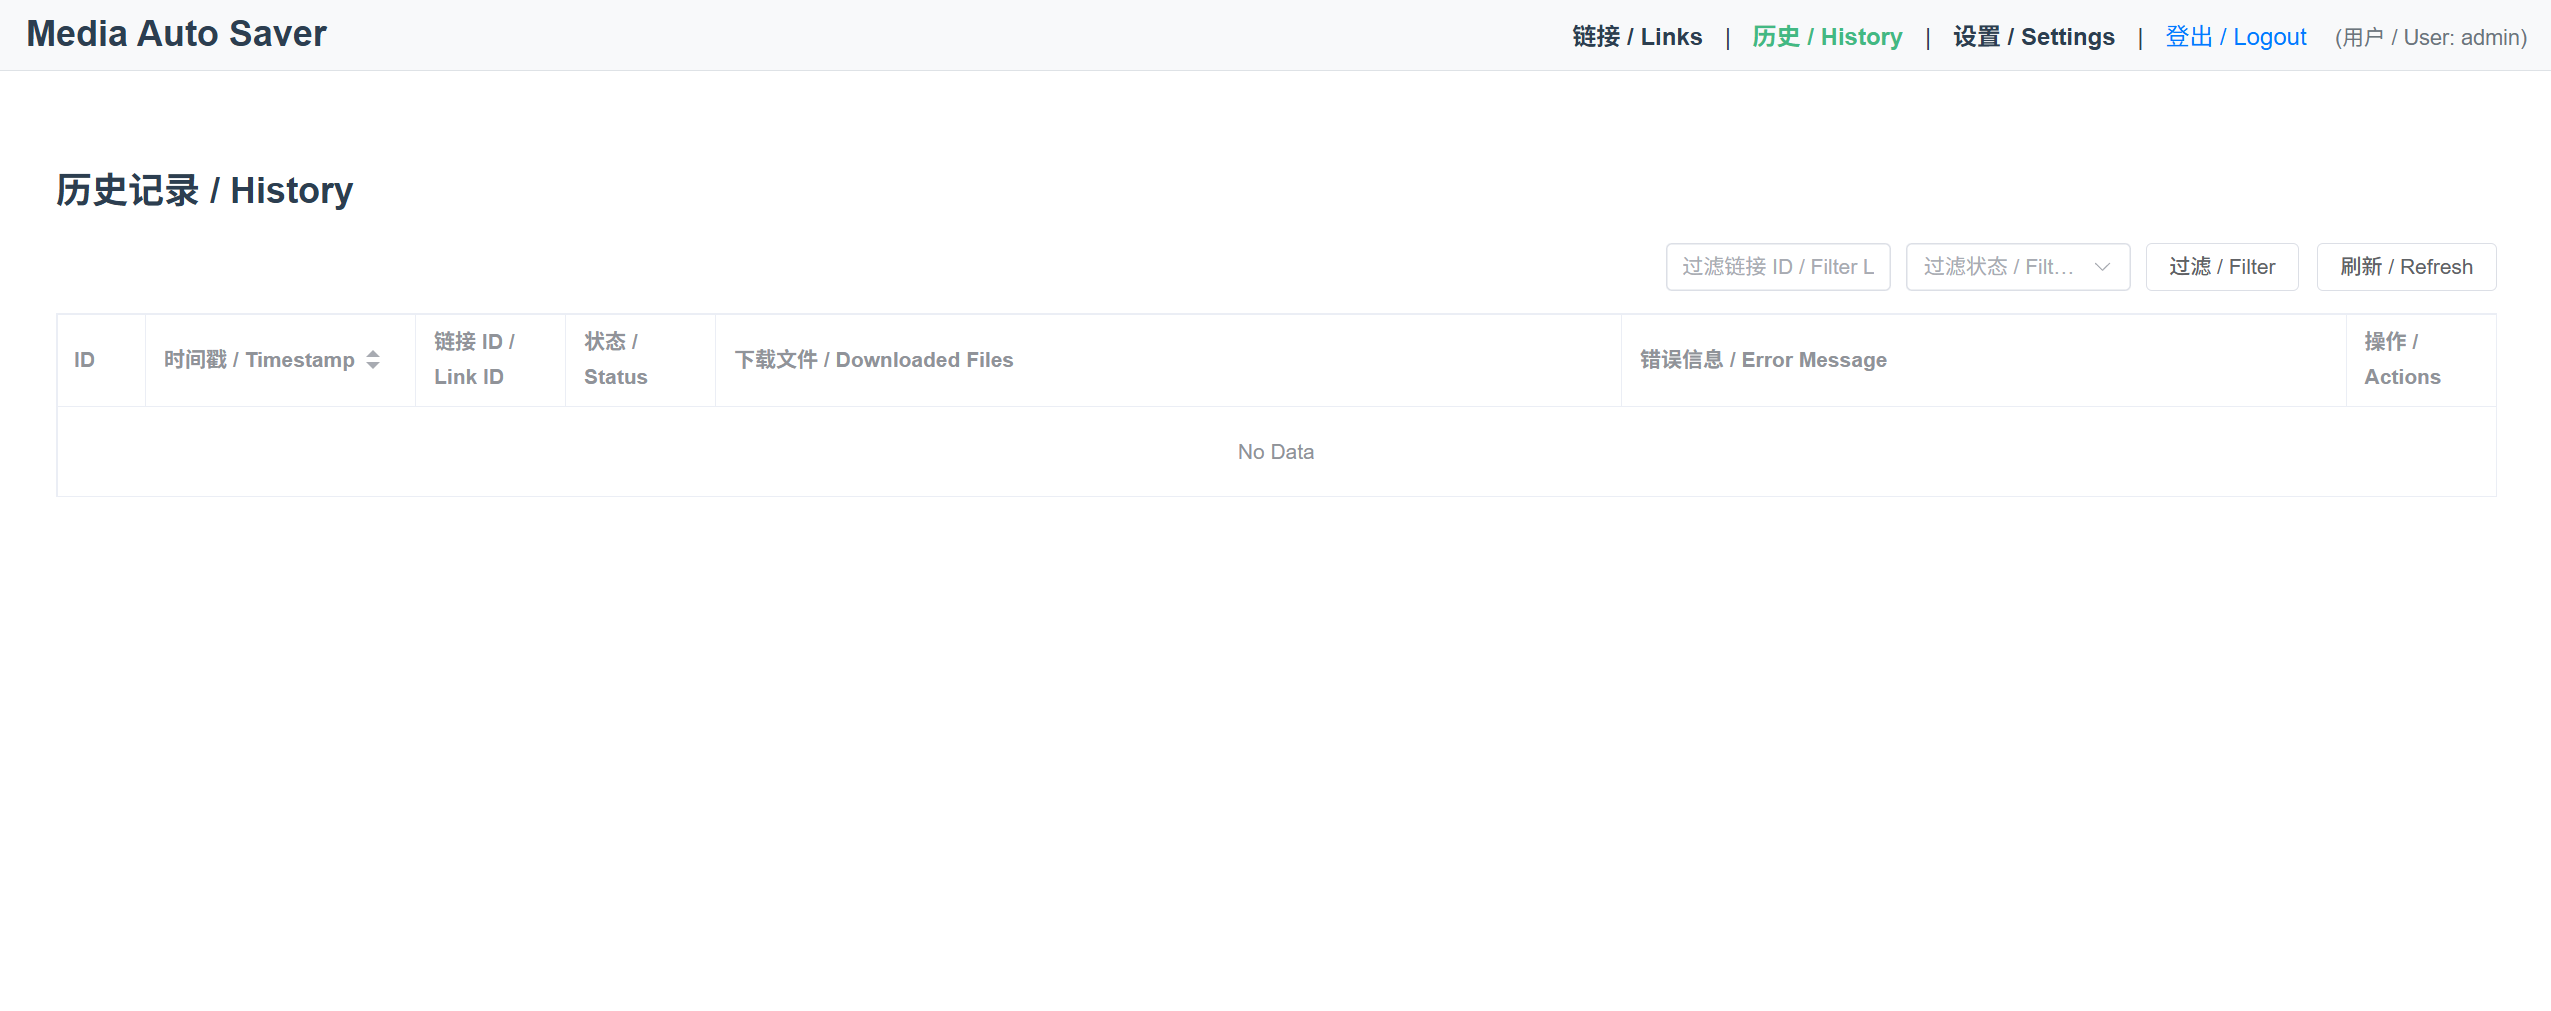 Media Auto Saver
链接 / Links | 历史 / History | 设置 / Settings | 登出 / Logout (用户 / User: admin)
历史记录 / History
过滤链接 ID / Filter L
过滤状态 / Filt...
过滤 / Filter
刷新 / Refresh
ID
时间戳 / Timestamp
链接 ID /
Link ID
状态 /
Status
下载文件 / Downloaded Files
错误信息 / Error Message
操作 /
Actions
No Data